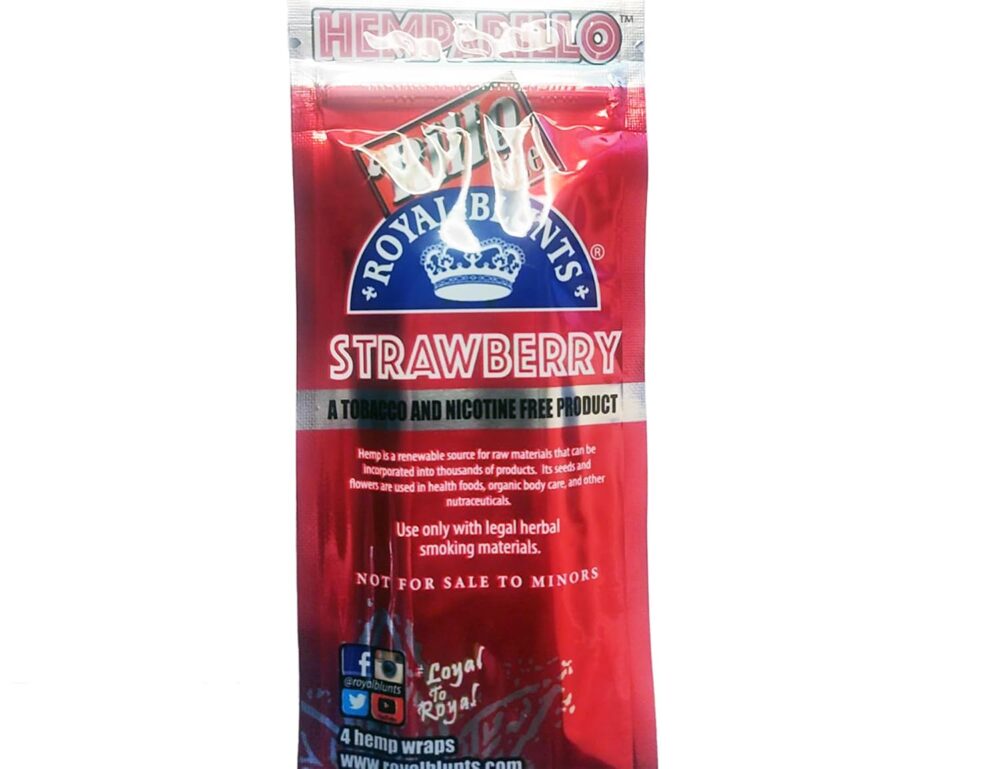 HEMPARILLO™
ROYAL BLUNTS®
STRAWBERRY
A TOBACCO AND NICOTINE FREE PRODUCT
Hemp is a renewable source for raw materials that can be
incorporated into thousands of products. Its seeds and
flowers are used in health foods, organic body care, and other
nutraceuticals.
Use only with legal herbal
smoking materials.
NOT FOR SALE TO MINORS
f
@royalblunts
#Loyal
To
Royal
4 hemp wraps
www.royalblunts.com